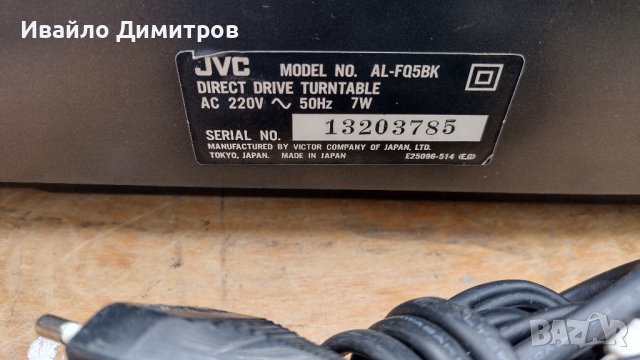 Ивайло Димитров
JVC MODEL NO. AL-FQ5BK
DIRECT DRIVE TURNTABLE
AC 220V ~ 50Hz 7W
SERIAL NO. 13203785
MANUFACTURED BY VICTOR COMPANY OF JAPAN, LTD.
TOKYO, JAPAN. MADE IN JAPAN E25096-514
BAZAR